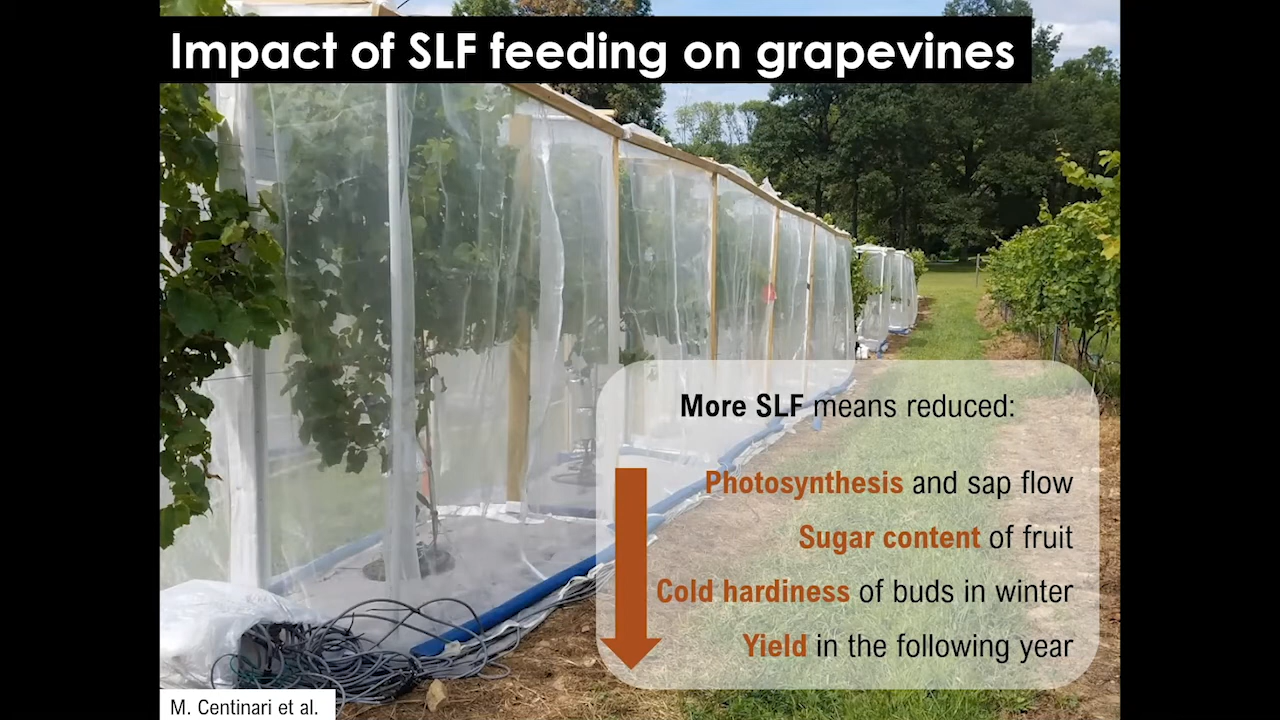 Impact of SLF feeding on grapevines
More SLF means reduced:
Photosynthesis and sap flow
Sugar content of fruit
Cold hardiness of buds in winter
Yield in the following year
M. Centinari et al.